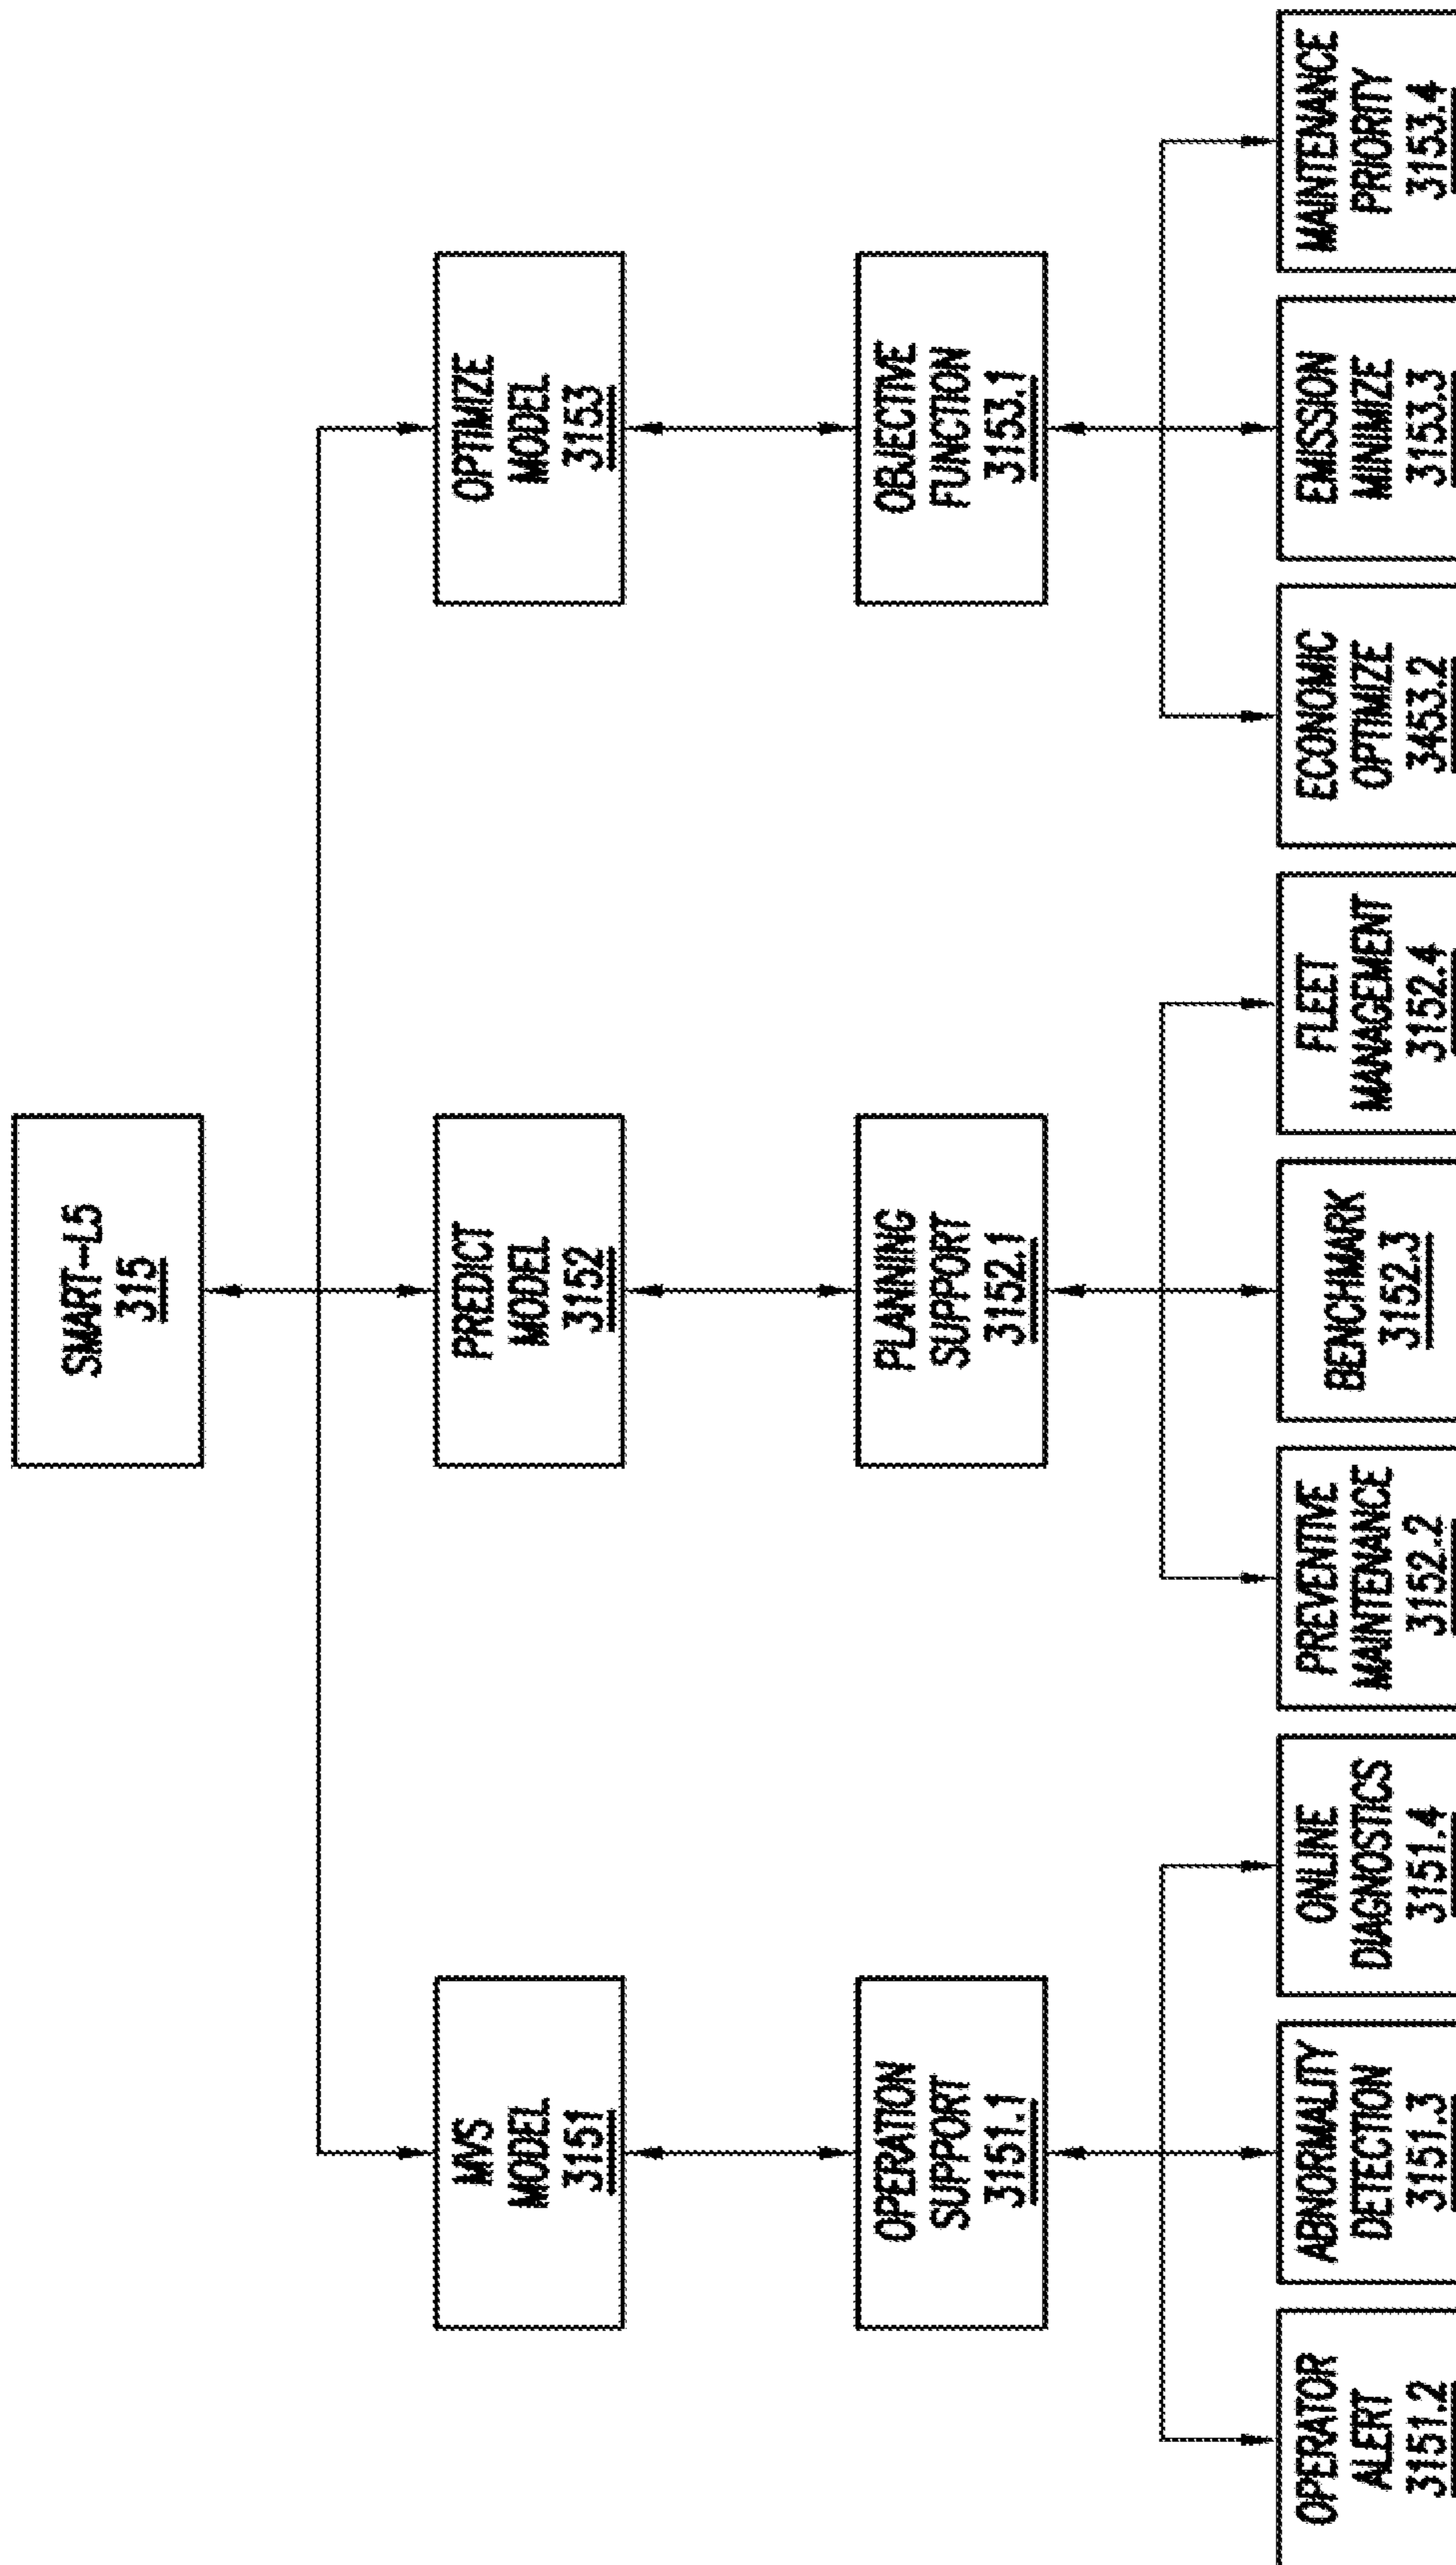 SMART-L5
315
MVS
MODEL
3151
PREDICT
MODEL
3152
OPTIMIZE
MODEL
3153
OPERATION
SUPPORT
3151.1
PLANNING
SUPPORT
3152.1
OBJECTIVE
FUNCTION
3153.1
OPERATOR
ALERT
3151.2
ABNORMALITY
DETECTION
3151.3
ONLINE
DIAGNOSTICS
3151.4
PREVENTIVE
MAINTENANCE
3152.2
BENCHMARK
3152.3
FLEET
MANAGEMENT
3152.4
ECONOMIC
OPTIMIZE
3453.2
EMISSION
MINIMIZE
3153.3
MAINTENANCE
PRIORITY
3153.4